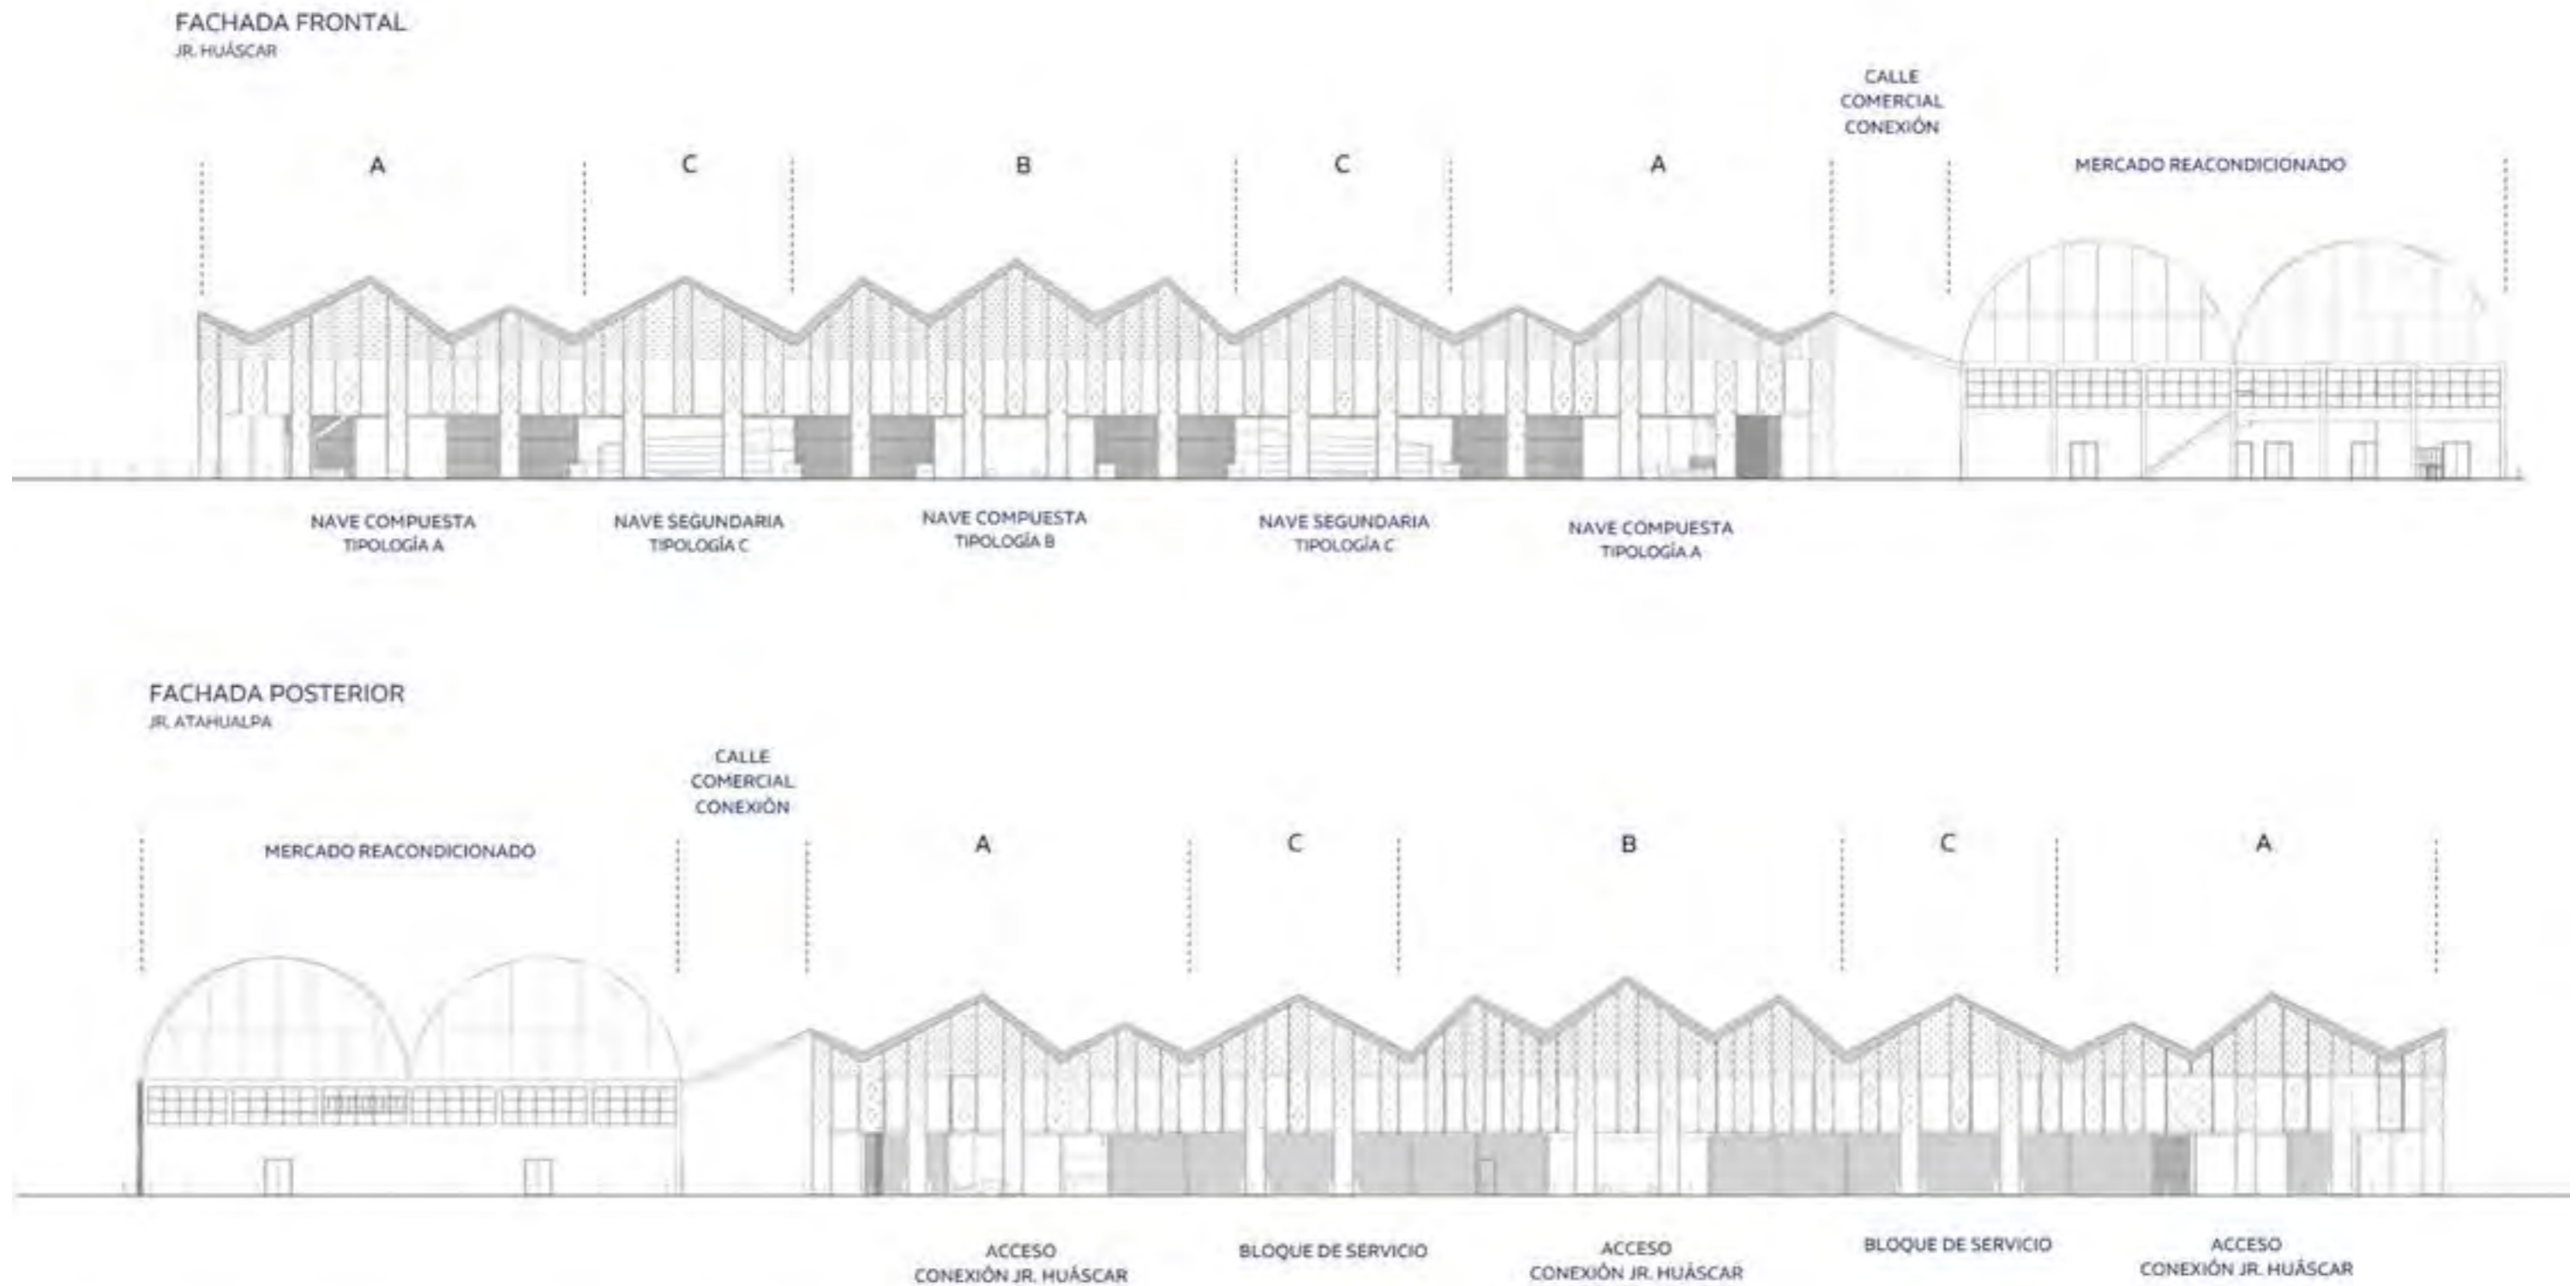 FACHADA FRONTAL
JR. HUÁSCAR
CALLE
COMERCIAL
CONEXIÓN
A
C
B
C
A
MERCADO REACONDICIONADO
NAVE COMPUESTA
TIPOLOGÍA A
NAVE SEGUNDARIA
TIPOLOGÍA C
NAVE COMPUESTA
TIPOLOGÍA B
NAVE SEGUNDARIA
TIPOLOGÍA C
NAVE COMPUESTA
TIPOLOGÍA A
FACHADA POSTERIOR
JR. ATAHUALPA
CALLE
COMERCIAL
CONEXIÓN
MERCADO REACONDICIONADO
A
C
B
C
A
ACCESO
CONEXIÓN JR. HUÁSCAR
BLOQUE DE SERVICIO
ACCESO
CONEXIÓN JR. HUÁSCAR
BLOQUE DE SERVICIO
ACCESO
CONEXIÓN JR. HUÁSCAR